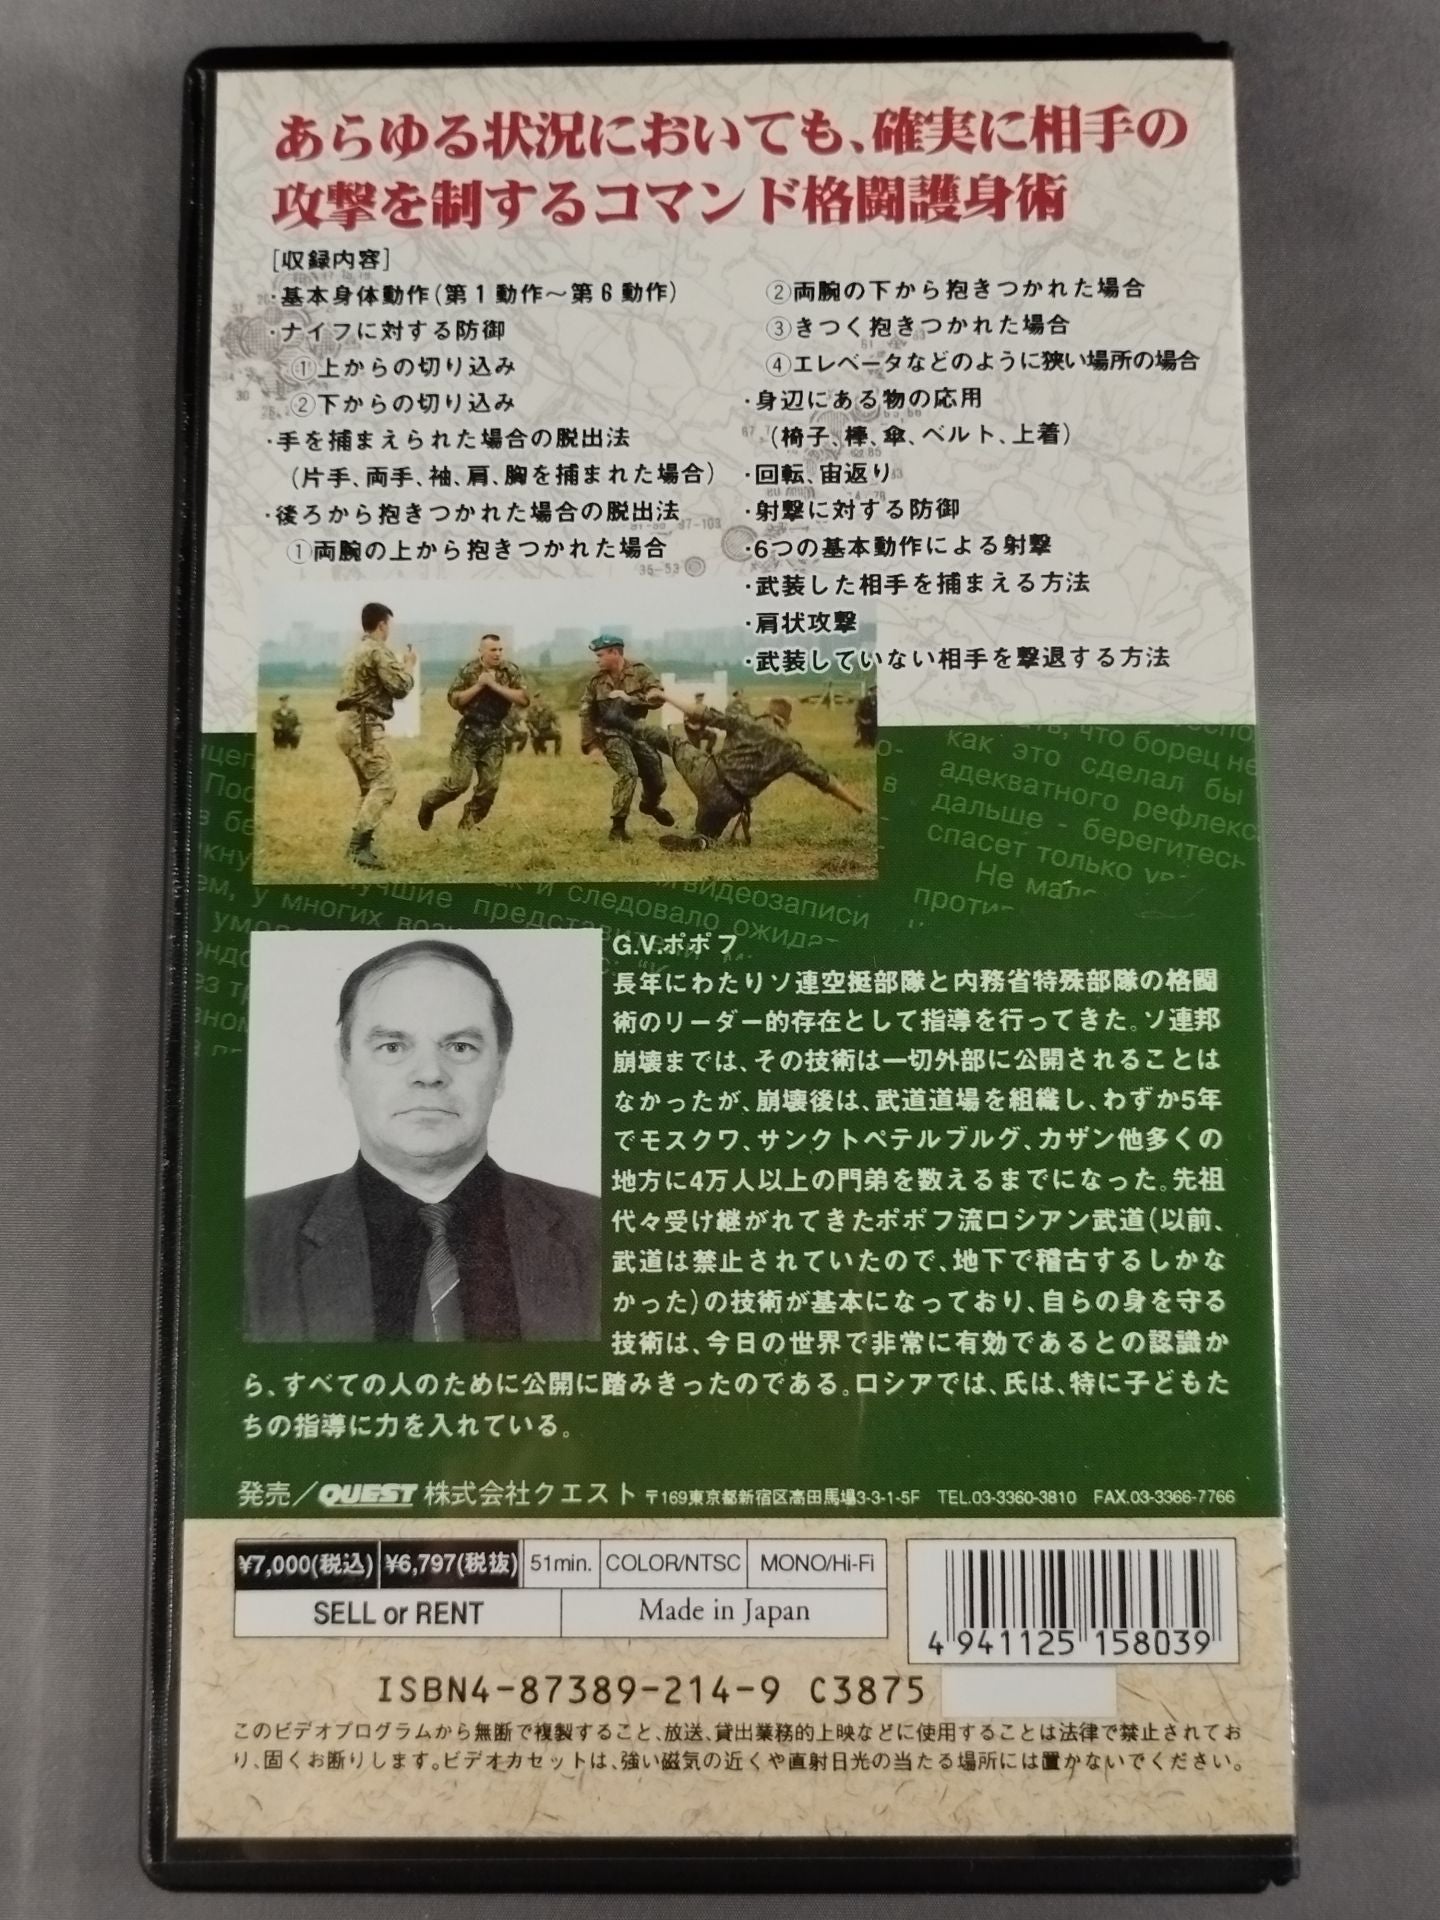 あらゆる状況においても、確実に相手の
攻撃を制するコマンド格闘護身術
[収録内容]
・基本身体動作(第1動作〜第6動作)
・ナイフに対する防御
①上からの切り込み
②下からの切り込み
・手を捕まえられた場合の脱出法
(片手、両手、袖、肩、胸を捕まれた場合)
・後ろから抱きつかれた場合の脱出法
①両腕の上から抱きつかれた場合
②両腕の下から抱きつかれた場合
③きつく抱きつかれた場合
④エレベータなどのように狭い場所の場合
・身辺にある物の応用
(椅子、棒、傘、ベルト、上着)
・回転、宙返り
・射撃に対する防御
・6つの基本動作による射撃
・武装した相手を捕まえる方法
・肩状攻撃
・武装していない相手を撃退する方法
что борец не
как это сделал бы
адекватного рефлекс
дальше - берегитесь
спасет только
Не мало
против
видеозаписи
и следовало ожида
лучшие представители
у многих
G.V.ポポフ
長年にわたりソ連空挺部隊と内務省特殊部隊の格闘
術のリーダー的存在として指導を行ってきた。ソ連邦
崩壊までは、その技術は一切外部に公開されることは
なかったが、崩壊後は、武道道場を組織し、わずか5年
でモスクワ、サンクトペテルブルグ、カザン他多くの
地方に4万人以上の門弟を数えるまでになった。先祖
代々受け継がれてきたポポフ流ロシアン武道(以前、
武道は禁止されていたので、地下で稽古するしかな
かった)の技術が基本になっており、自らの身を守る
技術は、今日の世界で非常に有効であるとの認識か
ら、すべての人のために公開に踏みきったのである。ロシアでは、氏は、特に子どもた
ちの指導に力を入れている。
発売／QUEST 株式会社クエスト 〒169東京都新宿区高田馬場3-3-1-5F TEL.03-3360-3810 FAX.03-3366-7766
¥7,000(税込) ¥6,797(税抜) 51min. COLOR/NTSC MONO/Hi-Fi
SELL or RENT Made in Japan
4 941125 158039
ISBN4-87389-214-9 C3875
このビデオプログラムから無断で複製すること、放送、貸出業務的上映などに使用することは法律で禁止されてお
り、固くお断りします。ビデオカセットは、強い磁気の近くや直射日光の当たる場所には置かないでください。